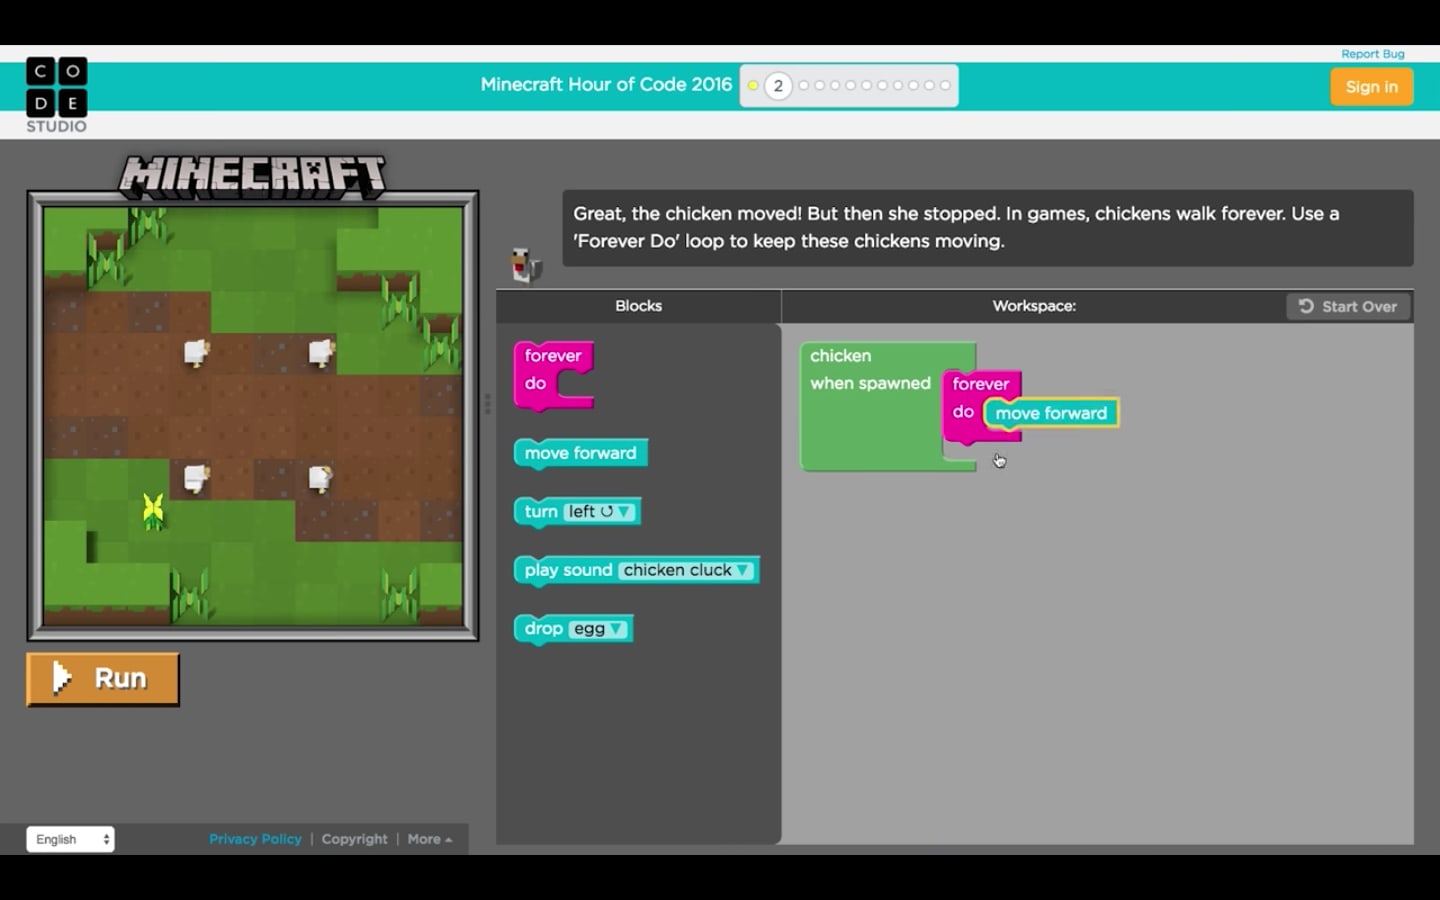 Report Bug
C O
D E
STUDIO
Minecraft Hour of Code 2016
2
Sign in
MINECRAFT
Great, the chicken moved! But then she stopped. In games, chickens walk forever. Use a
'Forever Do' loop to keep these chickens moving.
Blocks
Workspace:
Start Over
forever
do
move forward
turn left
play sound chicken cluck
drop egg
chicken
when spawned
forever
do move forward
Run
English
Privacy Policy | Copyright | More